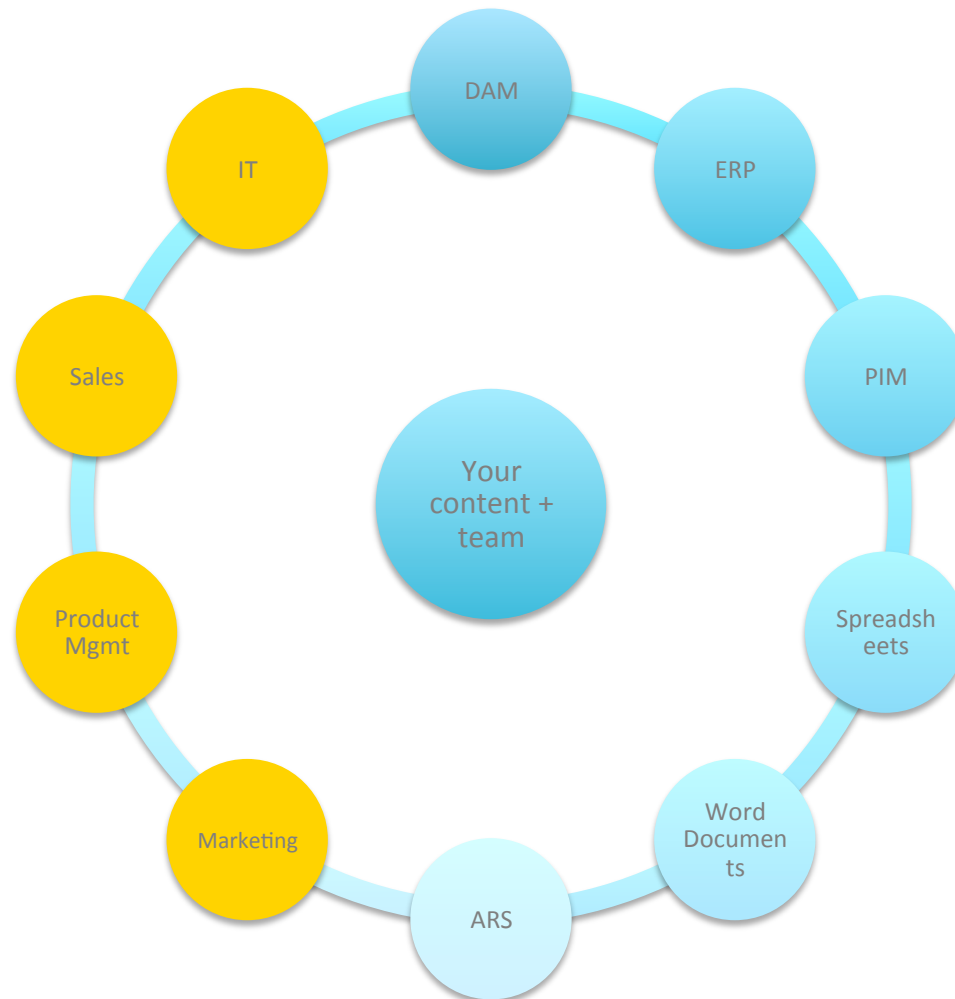 DAM
ERP
PIM
Spreadsh
eets
Word
Documen
ts
ARS
Marketing
Product
Mgmt
Sales
IT
Your
content +
team